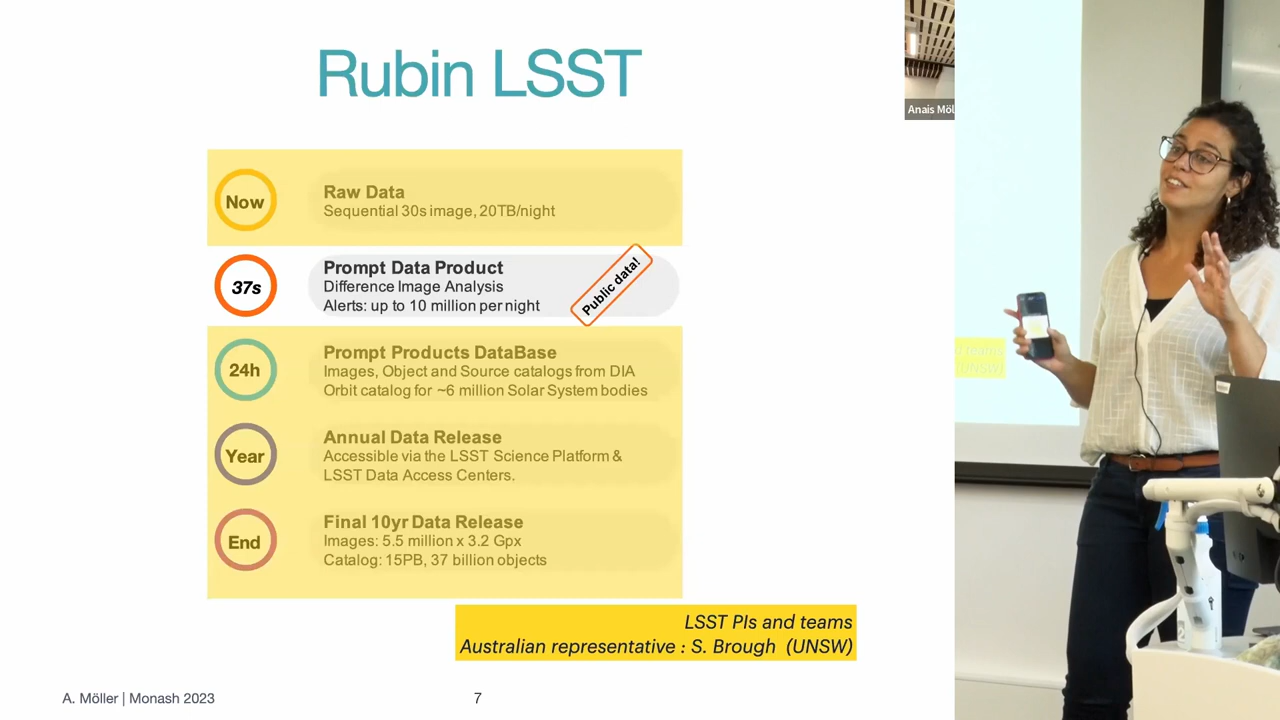 Rubin LSST
Now
Raw Data
Sequential 30s image, 20TB/night
37s
Prompt Data Product
Difference Image Analysis
Alerts: up to 10 million per night
Public data!
24h
Prompt Products DataBase
Images, Object and Source catalogs from DIA
Orbit catalog for ~6 million Solar System bodies
Year
Annual Data Release
Accessible via the LSST Science Platform &
LSST Data Access Centers.
End
Final 10yr Data Release
Images: 5.5 million x 3.2 Gpx
Catalog: 15PB, 37 billion objects
LSST PIs and teams
Australian representative : S. Brough (UNSW)
A. Möller | Monash 2023
7
Anais Möl
teams
(UNSW)